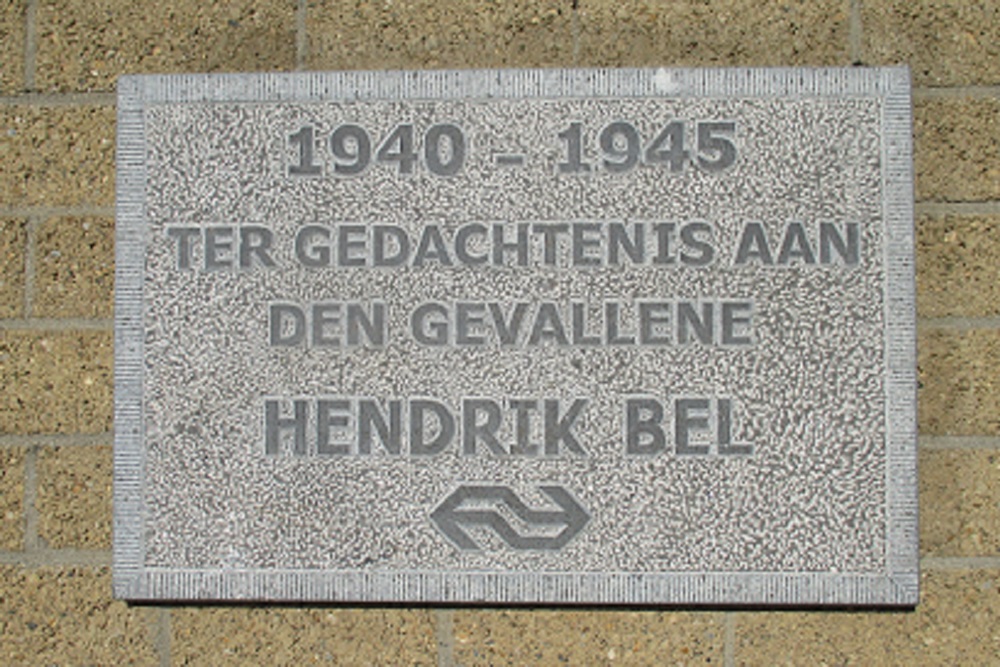 1940 - 1945
TER GEDACHTENIS AAN
DEN GEVALLENE
HENDRIK BEL